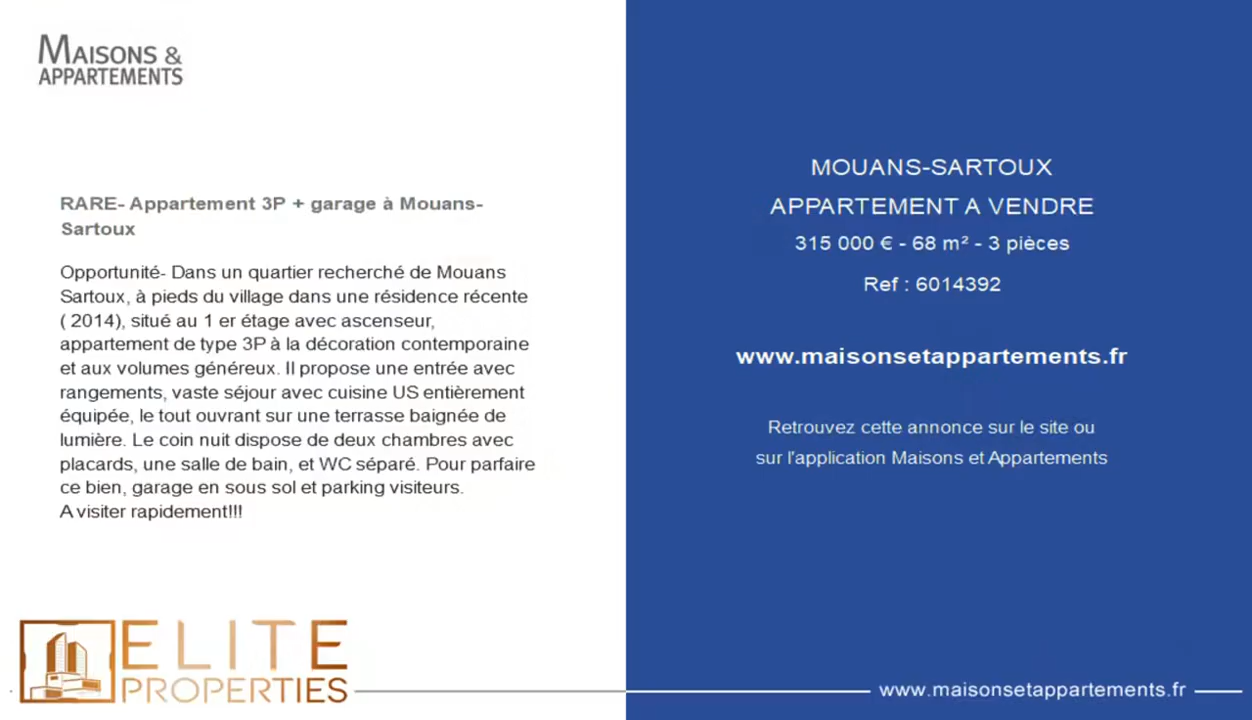 MAISONS &
APPARTEMENTS
RARE- Appartement 3P + garage à Mouans-
Sartoux
Opportunité- Dans un quartier recherché de Mouans
Sartoux, à pieds du village dans une résidence récente
( 2014), situé au 1 er étage avec ascenseur,
appartement de type 3P à la décoration contemporaine
et aux volumes généreux. Il propose une entrée avec
rangements, vaste séjour avec cuisine US entièrement
équipée, le tout ouvrant sur une terrasse baignée de
lumière. Le coin nuit dispose de deux chambres avec
placards, une salle de bain, et WC séparé. Pour parfaire
ce bien, garage en sous sol et parking visiteurs.
A visiter rapidement!!!
ELITE
PROPERTIES
MOUANS-SARTOUX
APPARTEMENT A VENDRE
315 000 € - 68 m² - 3 pièces
Ref : 6014392
www.maisonsetappartements.fr
Retrouvez cette annonce sur le site ou
sur l'application Maisons et Appartements
www.maisonsetappartements.fr